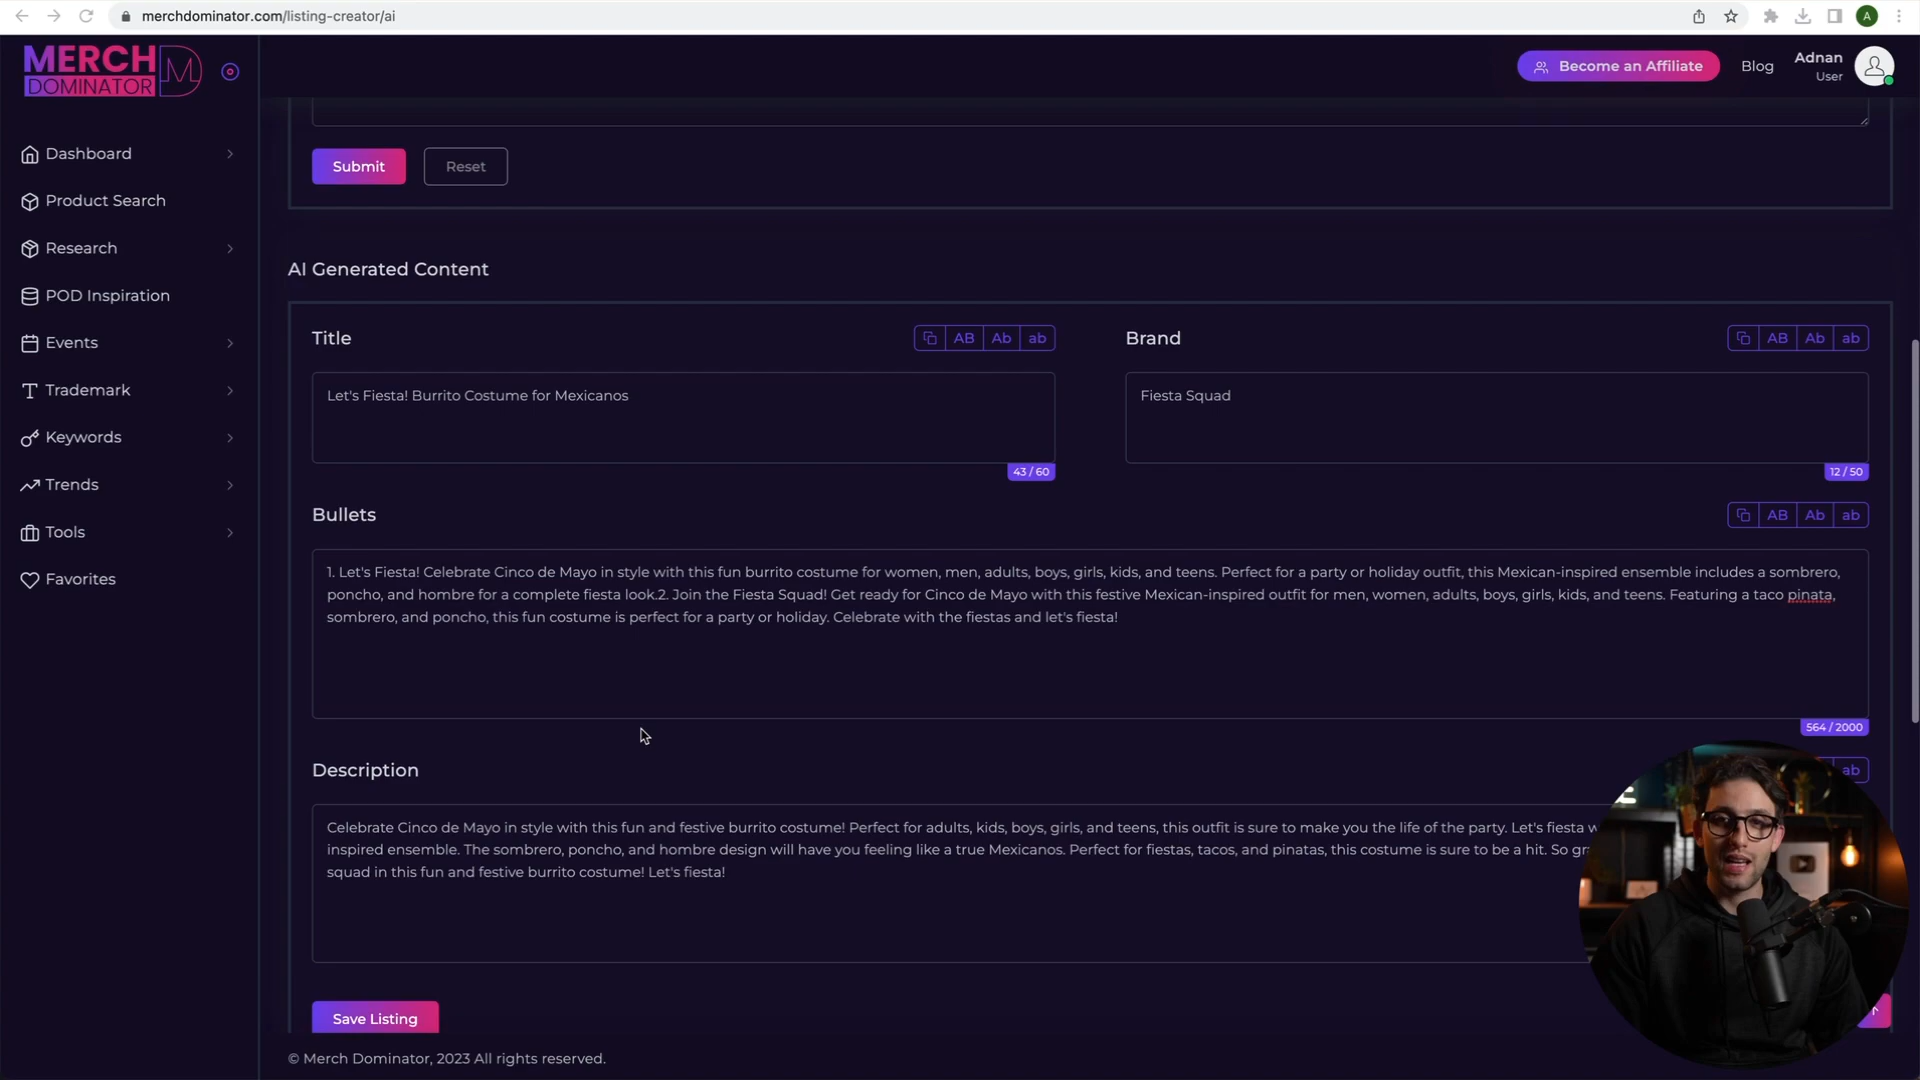 merchdominator.com/listing-creator/ai
A
MERCH
DOMINATOR
Become an Affiliate
Blog
Adnan
User
Dashboard
Product Search
Research
POD Inspiration
Events
Trademark
Keywords
Trends
Tools
Favorites
Submit
Reset
AI Generated Content
Title
AB
Ab
ab
Brand
AB
Ab
ab
Let's Fiesta! Burrito Costume for Mexicanos
Fiesta Squad
43 / 60
12 / 50
Bullets
AB
Ab
ab
1. Let's Fiesta! Celebrate Cinco de Mayo in style with this fun burrito costume for women, men, adults, boys, girls, kids, and teens. Perfect for a party or holiday outfit, this Mexican-inspired ensemble includes a sombrero,
poncho, and hombre for a complete fiesta look.2. Join the Fiesta Squad! Get ready for Cinco de Mayo with this festive Mexican-inspired outfit for men, women, adults, boys, girls, kids, and teens. Featuring a taco pinata,
sombrero, and poncho, this fun costume is perfect for a party or holiday. Celebrate with the fiestas and let's fiesta!
564 / 2000
Description
ab
Celebrate Cinco de Mayo in style with this fun and festive burrito costume! Perfect for adults, kids, boys, girls, and teens, this outfit is sure to make you the life of the party. Let's fiesta
inspired ensemble. The sombrero, poncho, and hombre design will have you feeling like a true Mexicanos. Perfect for fiestas, tacos, and pinatas, this costume is sure to be a hit. So
squad in this fun and festive burrito costume! Let's fiesta!
Save Listing
© Merch Dominator, 2023 All rights reserved.